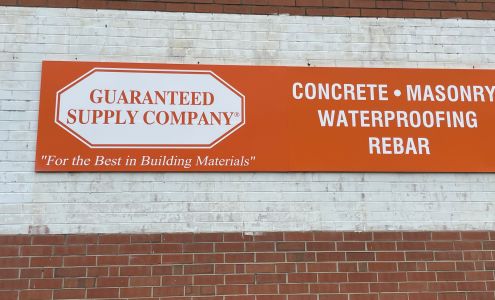 GUARANTEED
SUPPLY COMPANY®
"For the Best in Building Materials"
CONCRETE • MASONRY
WATERPROOFING
REBAR